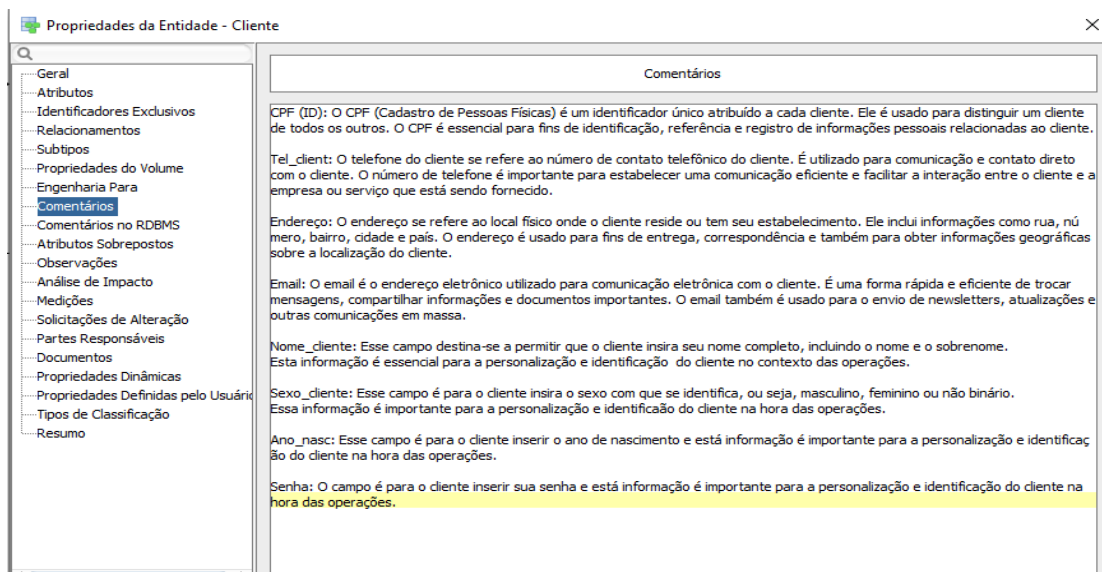 Propriedades da Entidade - Cliente
Geral
Atributos
Identificadores Exclusivos
Relacionamentos
Subtipos
Propriedades do Volume
Engenharia Para
Comentários
Comentários no RDBMS
Atributos Sobrepostos
Observações
Análise de Impacto
Medições
Solicitações de Alteração
Partes Responsáveis
Documentos
Propriedades Dinâmicas
Propriedades Definidas pelo Usuário
Tipos de Classificação
Resumo
Comentários
CPF (ID): O CPF (Cadastro de Pessoas Físicas) é um identificador único atribuído a cada cliente. Ele é usado para distinguir um cliente
de todos os outros. O CPF é essencial para fins de identificação, referência e registro de informações pessoais relacionadas ao cliente.
Tel_client: O telefone do cliente se refere ao número de contato telefônico do cliente. É utilizado para comunicação e contato direto
com o cliente. O número de telefone é importante para estabelecer uma comunicação eficiente e facilitar a interação entre o cliente e a
empresa ou serviço que está sendo fornecido.
Endereço: O endereço se refere ao local físico onde o cliente reside ou tem seu estabelecimento. Ele inclui informações como rua, nú
mero, bairro, cidade e país. O endereço é usado para fins de entrega, correspondência e também para obter informações geográficas
sobre a localização do cliente.
Email: O email é o endereço eletrônico utilizado para comunicação eletrônica com o cliente. É uma forma rápida e eficiente de trocar
mensagens, compartilhar informações e documentos importantes. O email também é usado para o envio de newsletters, atualizações e
outras comunicações em massa.
Nome_cliente: Esse campo destina-se a permitir que o cliente insira seu nome completo, incluindo o nome e o sobrenome.
Esta informação é essencial para a personalização e identificação do cliente no contexto das operações.
Sexo_cliente: Esse campo é para o cliente insira o sexo com que se identifica, ou seja, masculino, feminino ou não binário.
Essa informação é importante para a personalização e identificaão do cliente na hora das operações.
Ano_nasc: Esse campo é para o cliente inserir o ano de nascimento e está informação é importante para a personalização e identificaç
ão do cliente na hora das operações.
Senha: O campo é para o cliente inserir sua senha e está informação é importante para a personalização e identificação do cliente na
hora das operações.